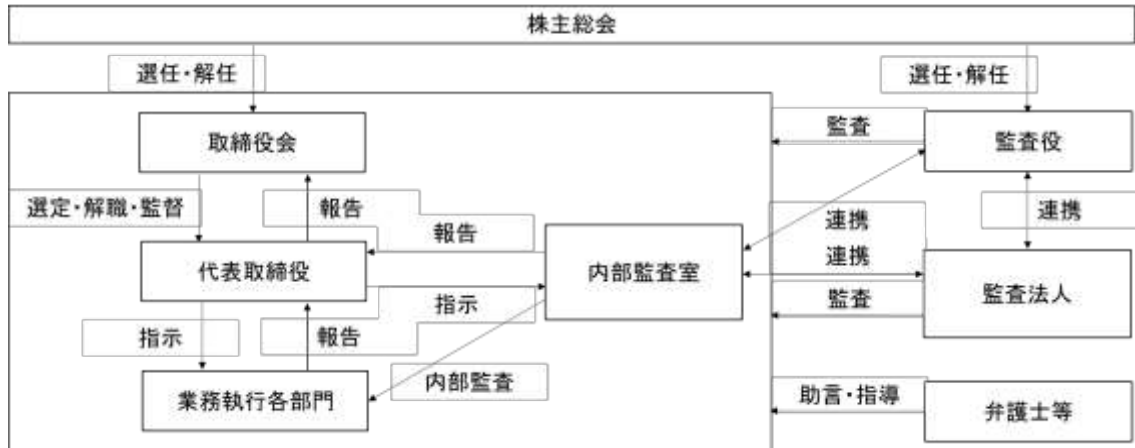 株主総会
選任・解任
選任・解任
取締役会
監査
監査役
選定・解職・監督
報告
報告
連携
連携
代表取締役
内部監査室
連携
監査法人
指示
監査
指示
報告
内部監査
業務執行各部門
助言・指導
弁護士等